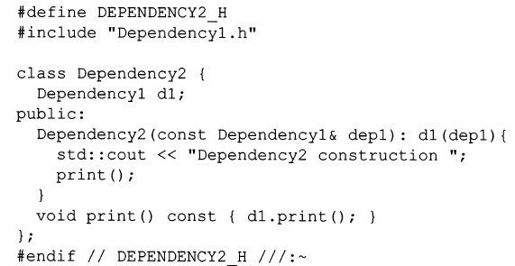 #define DEPENDENCY2_H
#include "Dependency1.h"

class Dependency2 {
  Dependency1 d1;
public:
  Dependency2(const Dependency1& dep1): d1(dep1){
    std::cout << "Dependency2 construction ";
    print();
  }
  void print() const { d1.print(); }
};
#endif // DEPENDENCY2_H ///:~